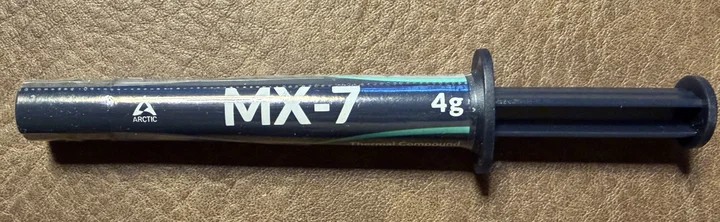 ARCTIC
MX-7
4g
Thermal Compound